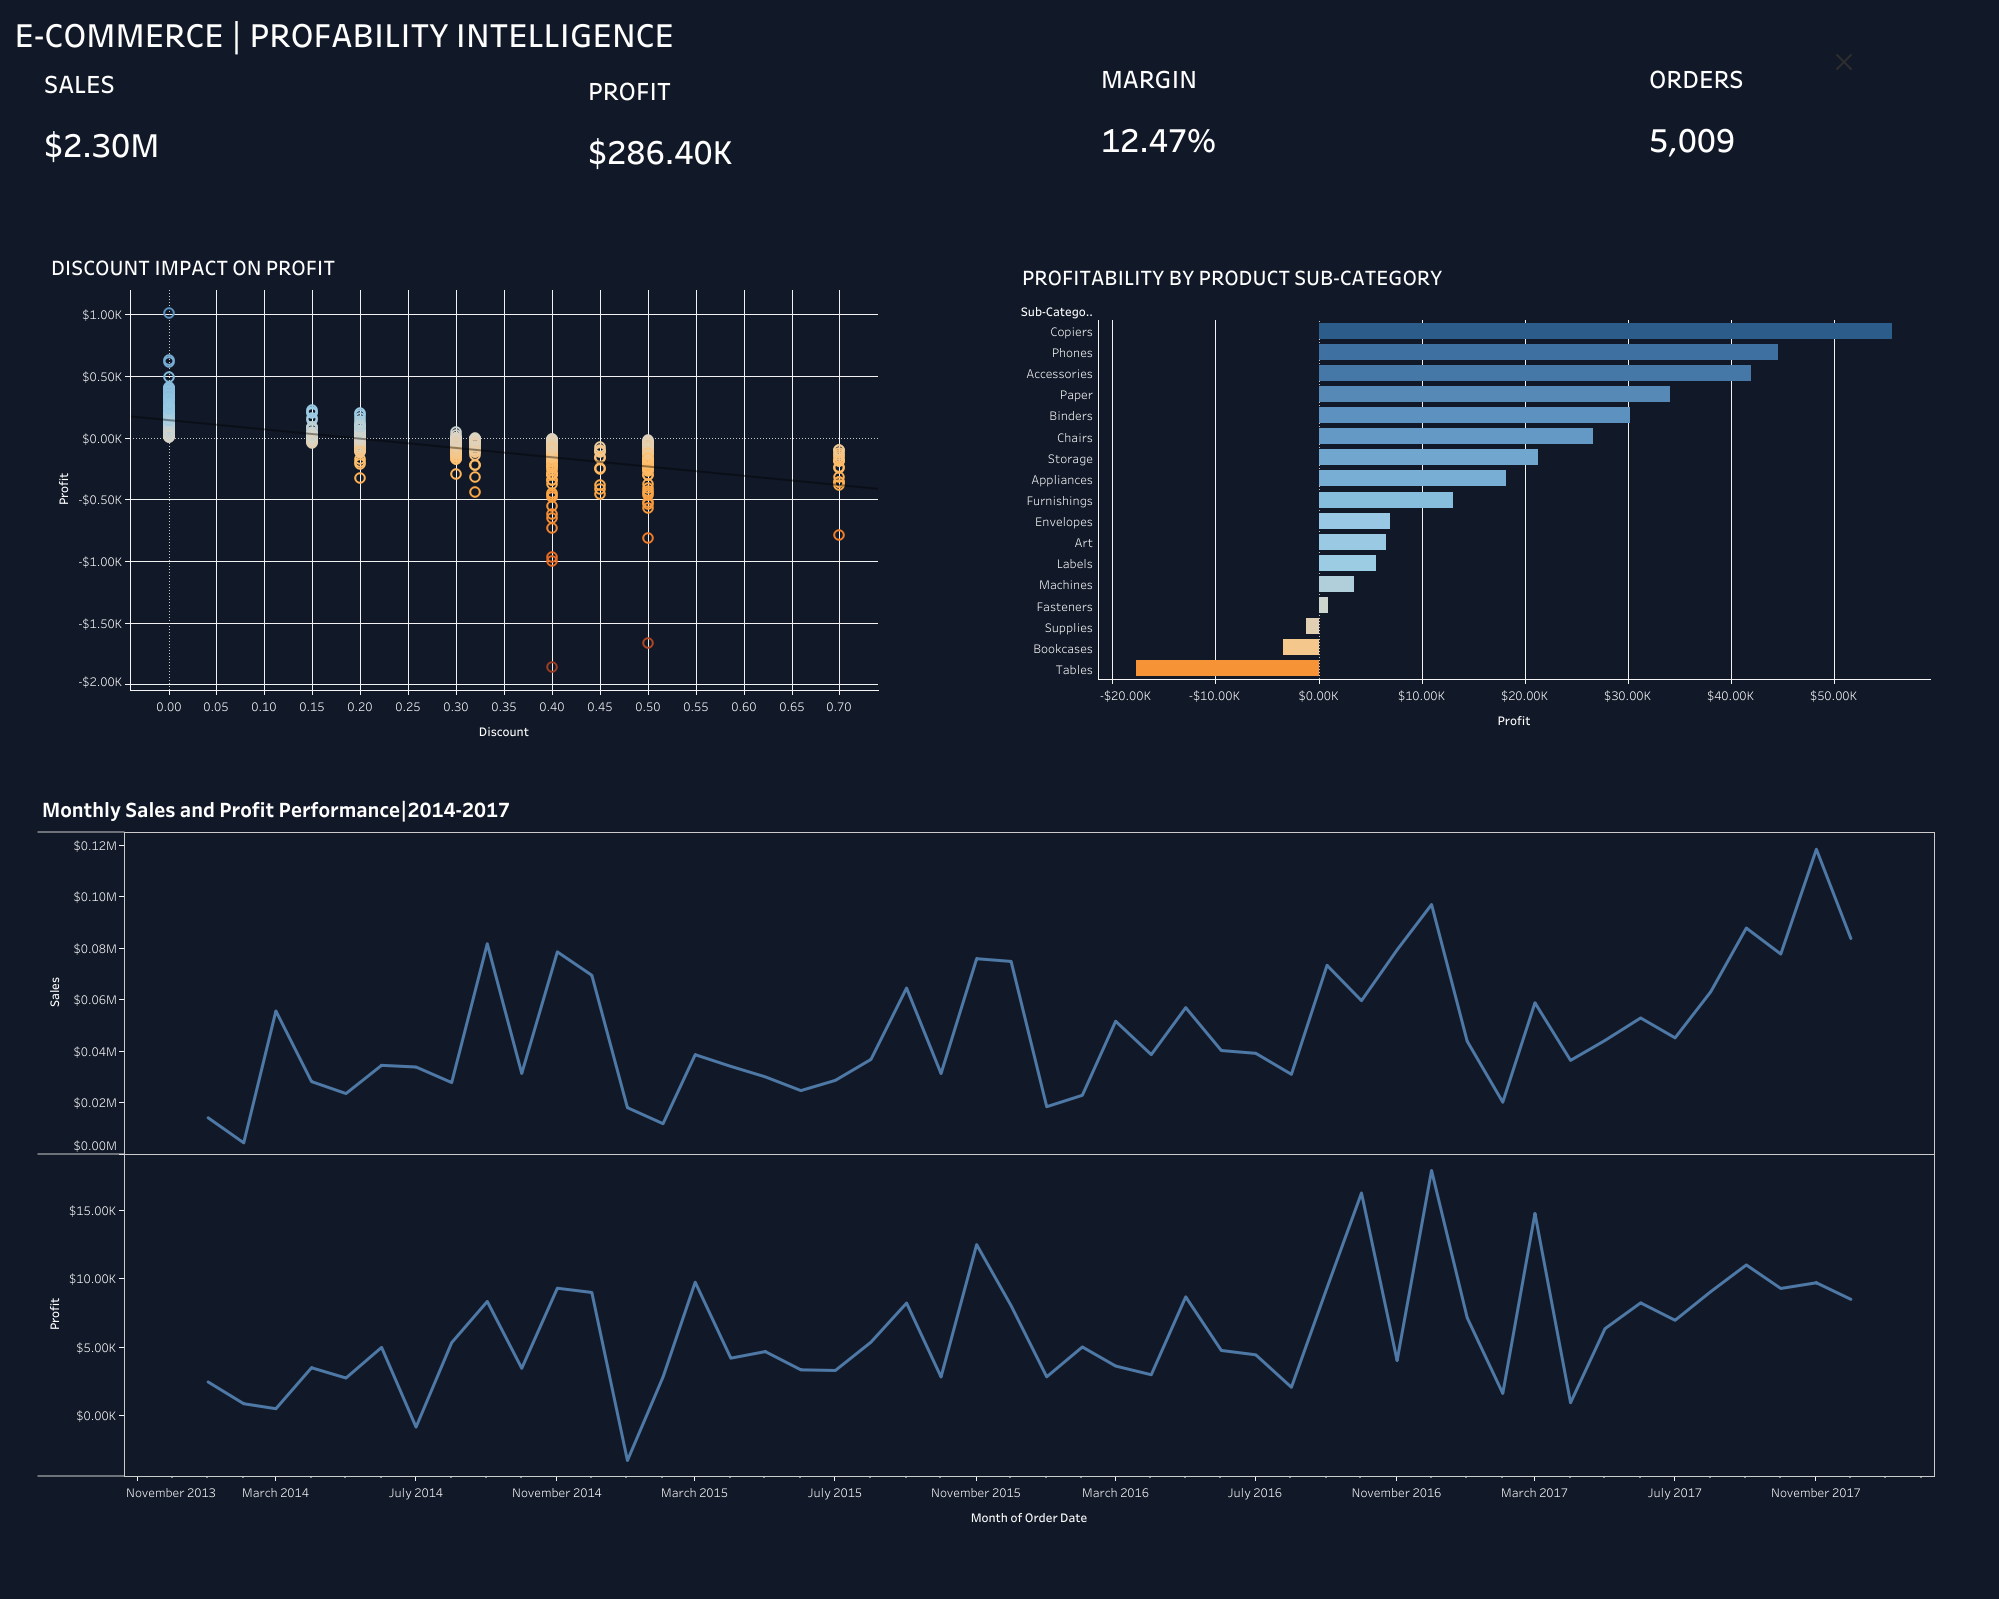 E-COMMERCE | PROFABILITY INTELLIGENCE
SALES
$2.30M
PROFIT
$286.40K
MARGIN
12.47%
ORDERS
5,009
DISCOUNT IMPACT ON PROFIT
$1.00K
$0.50K
$0.00K
-$0.50K
-$1.00K
-$1.50K
-$2.00K
Profit
0.00 0.05 0.10 0.15 0.20 0.25 0.30 0.35 0.40 0.45 0.50 0.55 0.60 0.65 0.70
Discount
PROFITABILITY BY PRODUCT SUB-CATEGORY
Sub-Catego..
Copiers
Phones
Accessories
Paper
Binders
Chairs
Storage
Appliances
Furnishings
Envelopes
Art
Labels
Machines
Fasteners
Supplies
Bookcases
Tables
-$20.00K -$10.00K $0.00K $10.00K $20.00K $30.00K $40.00K $50.00K
Profit
Monthly Sales and Profit Performance|2014-2017
$0.12M
$0.10M
$0.08M
$0.06M
$0.04M
$0.02M
$0.00M
Sales
$15.00K
$10.00K
$5.00K
$0.00K
Profit
November 2013 March 2014 July 2014 November 2014 March 2015 July 2015 November 2015 March 2016 July 2016 November 2016 March 2017 July 2017 November 2017
Month of Order Date